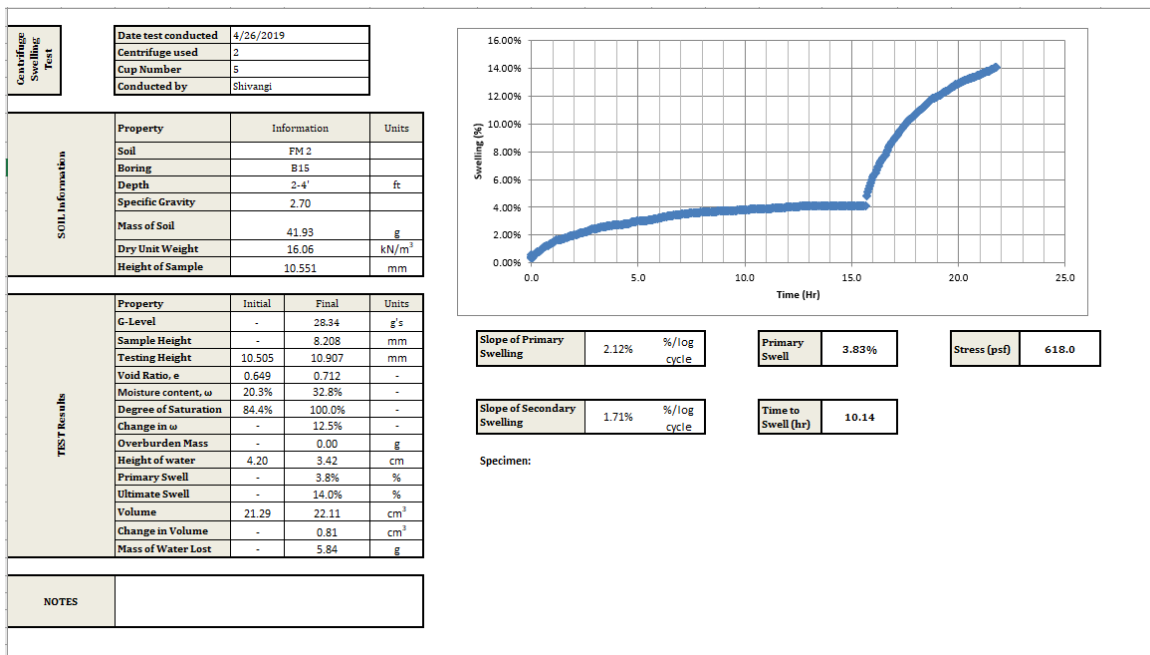 Centrifuge
Swelling
Test
Date test conducted 4/26/2019
Centrifuge used 2
Cup Number 5
Conducted by Shivangi
SOIL Information
Property Information Units
Soil FM 2
Boring B15
Depth 2-4' ft
Specific Gravity 2.70
Mass of Soil 41.93 g
Dry Unit Weight 16.06 kN/m³
Height of Sample 10.551 mm
TEST Results
Property Initial Final Units
G-Level - 28.34 g's
Sample Height - 8.208 mm
Testing Height 10.505 10.907 mm
Void Ratio, e 0.649 0.712 -
Moisture content, ω 20.3% 32.8% -
Degree of Saturation 84.4% 100.0% -
Change in ω - 12.5% -
Overburden Mass - 0.00 g
Height of water 4.20 3.42 cm
Primary Swell - 3.8% %
Ultimate Swell - 14.0% %
Volume 21.29 22.11 cm³
Change in Volume - 0.81 cm³
Mass of Water Lost - 5.84 g
NOTES
Swelling (%)
16.00%
14.00%
12.00%
10.00%
8.00%
6.00%
4.00%
2.00%
0.00%
0.0 5.0 10.0 15.0 20.0 25.0
Time (Hr)
Slope of Primary
Swelling
2.12%
%/log
cycle
Primary
Swell
3.83%
Stress (psf) 618.0
Slope of Secondary
Swelling
1.71%
%/log
cycle
Time to
Swell (hr)
10.14
Specimen: